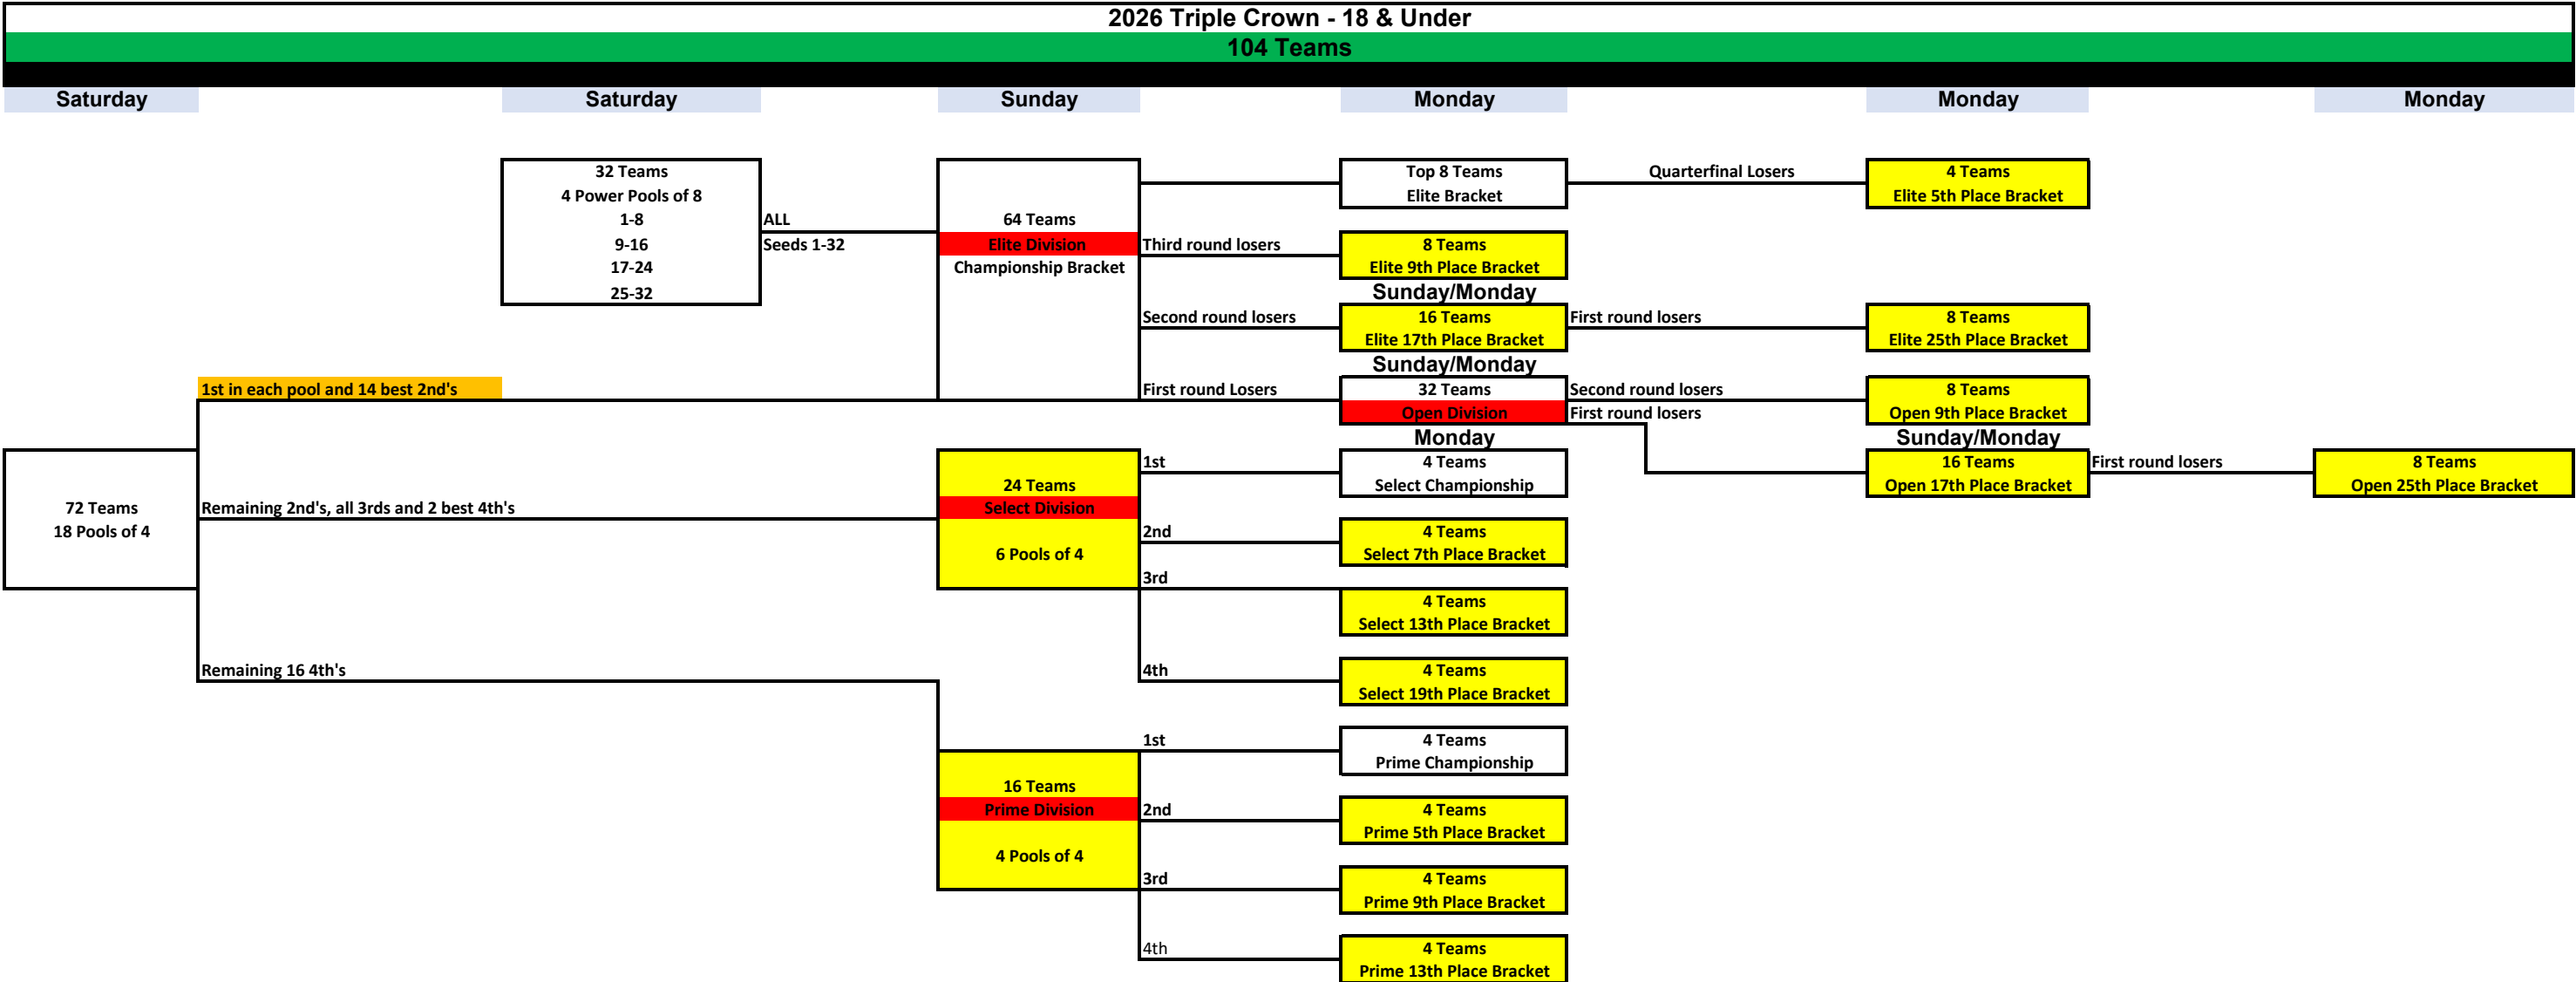 2026 Triple Crown - 18 & Under
104 Teams
Saturday
Saturday
Sunday
Monday
Monday
Monday
32 Teams
4 Power Pools of 8
1-8
9-16
17-24
25-32
ALL
Seeds 1-32
64 Teams
Elite Division
Championship Bracket
Top 8 Teams
Elite Bracket
Quarterfinal Losers
4 Teams
Elite 5th Place Bracket
Third round losers
8 Teams
Elite 9th Place Bracket
Sunday/Monday
Second round losers
16 Teams
Elite 17th Place Bracket
First round losers
8 Teams
Elite 25th Place Bracket
Sunday/Monday
1st in each pool and 14 best 2nd's
First round Losers
32 Teams
Open Division
Second round losers
First round losers
8 Teams
Open 9th Place Bracket
Monday
Sunday/Monday
72 Teams
18 Pools of 4
Remaining 2nd's, all 3rds and 2 best 4th's
24 Teams
Select Division
6 Pools of 4
1st
4 Teams
Select Championship
16 Teams
Open 17th Place Bracket
First round losers
8 Teams
Open 25th Place Bracket
2nd
4 Teams
Select 7th Place Bracket
3rd
4 Teams
Select 13th Place Bracket
Remaining 16 4th's
4th
4 Teams
Select 19th Place Bracket
16 Teams
Prime Division
4 Pools of 4
1st
4 Teams
Prime Championship
2nd
4 Teams
Prime 5th Place Bracket
3rd
4 Teams
Prime 9th Place Bracket
4th
4 Teams
Prime 13th Place Bracket